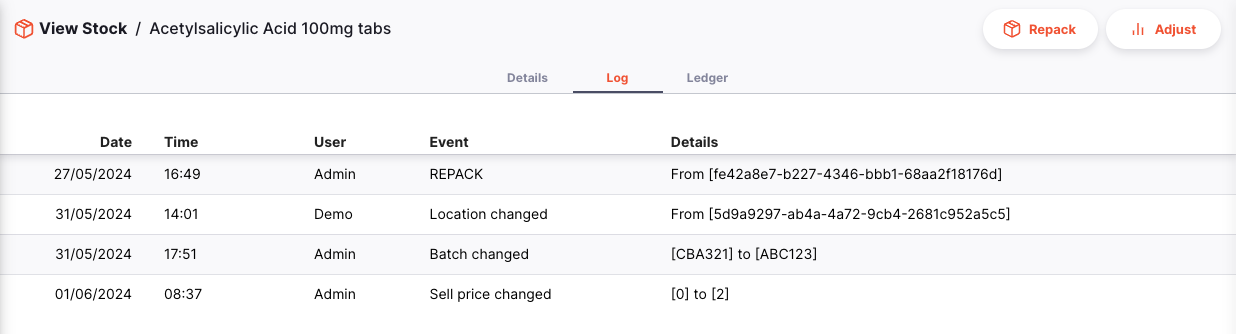 View Stock / Acetylsalicylic Acid 100mg tabs
Repack
Adjust
Details Log Ledger
Date Time User Event Details
27/05/2024 16:49 Admin REPACK From [fe42a8e7-b227-4346-bbb1-68aa2f18176d]
31/05/2024 14:01 Demo Location changed From [5d9a9297-ab4a-4a72-9cb4-2681c952a5c5]
31/05/2024 17:51 Admin Batch changed [CBA321] to [ABC123]
01/06/2024 08:37 Admin Sell price changed [0] to [2]